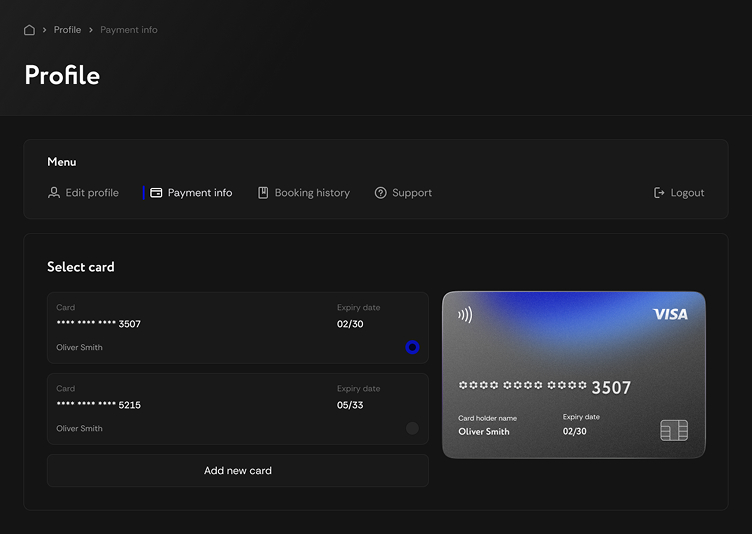 Profile > Payment info
Profile
Menu
Edit profile Payment info Booking history Support Logout
Select card
Card Expiry date
**** **** **** 3507 02/30
Oliver Smith
Card Expiry date
**** **** **** 5215 05/33
Oliver Smith
Add new card
VISA
**** **** **** 3507
Card holder name Expiry date
Oliver Smith 02/30